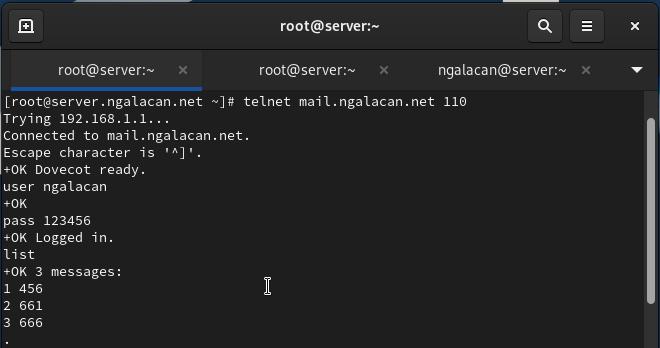 root@server:~
root@server:~ × root@server:~ × ngalacan@server:~ ×
[root@server.ngalacan.net ~]# telnet mail.ngalacan.net 110
Trying 192.168.1.1...
Connected to mail.ngalacan.net.
Escape character is '^]'.
+OK Dovecot ready.
user ngalacan
+OK
pass 123456
+OK Logged in.
list
+OK 3 messages:
1 456
2 661
3 666
.